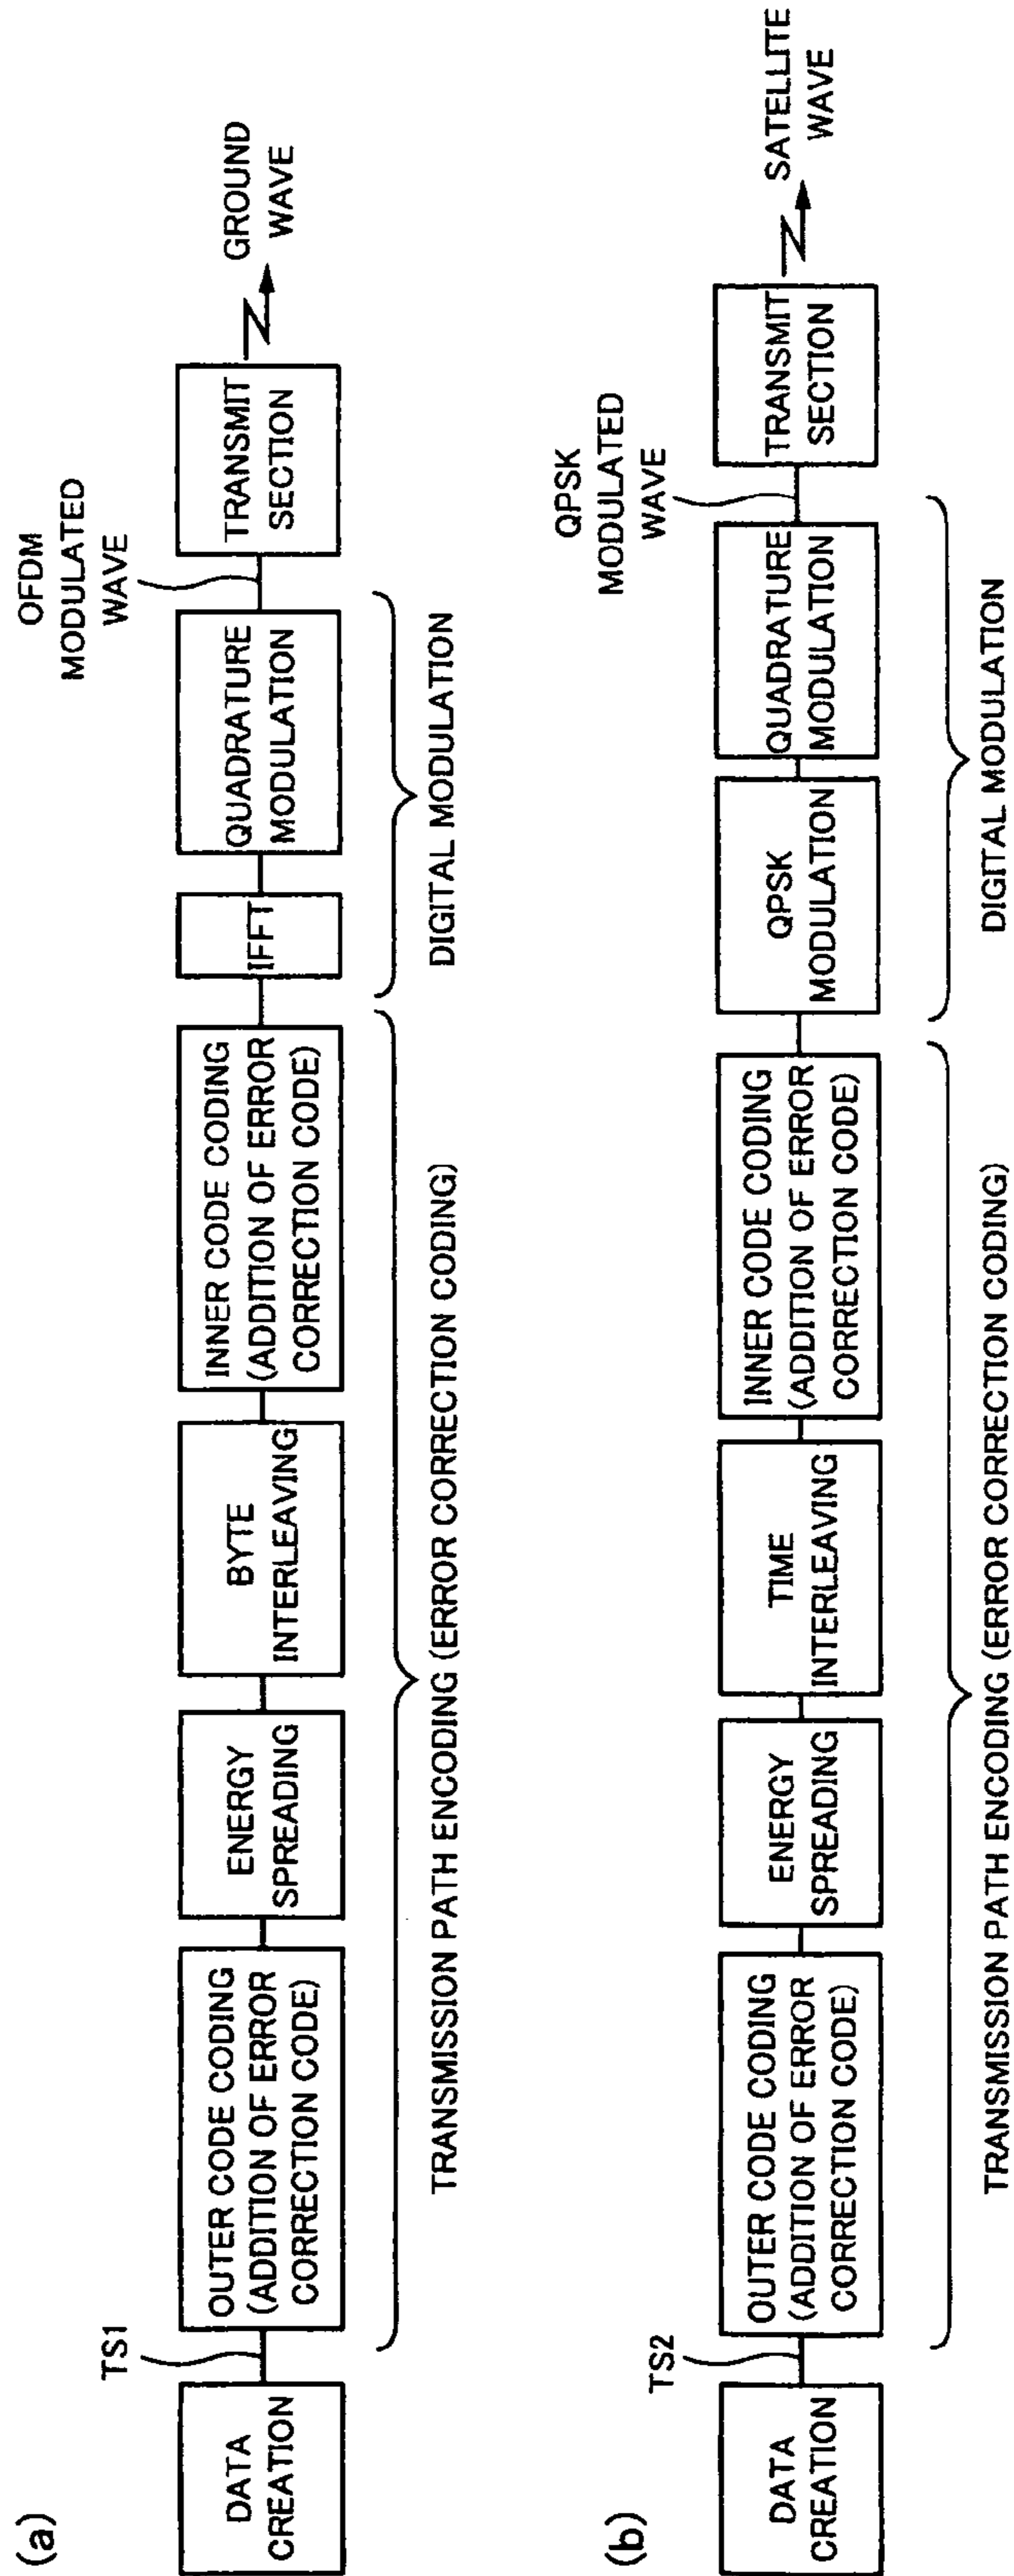 (a)
DATA
CREATION
TS1
OUTER CODE CODING
(ADDITION OF ERROR
CORRECTION CODE)
ENERGY
SPREADING
BYTE
INTERLEAVING
INNER CODE CODING
(ADDITION OF ERROR
CORRECTION CODE)
IFFT
QUADRATURE
MODULATION
OFDM
MODULATED
WAVE
TRANSMIT
SECTION
GROUND
WAVE
TRANSMISSION PATH ENCODING (ERROR CORRECTION CODING)
DIGITAL MODULATION
(b)
DATA
CREATION
TS2
OUTER CODE CODING
(ADDITION OF ERROR
CORRECTION CODE)
ENERGY
SPREADING
TIME
INTERLEAVING
INNER CODE CODING
(ADDITION OF ERROR
CORRECTION CODE)
QPSK
MODULATION
QUADRATURE
MODULATION
QPSK
MODULATED
WAVE
TRANSMIT
SECTION
SATELLITE
WAVE
TRANSMISSION PATH ENCODING (ERROR CORRECTION CODING)
DIGITAL MODULATION